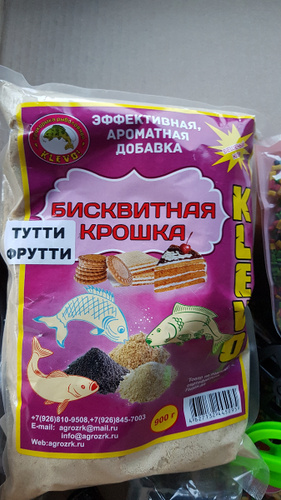 KLEVO
ЭФФЕКТИВНАЯ,
АРОМАТНАЯ
ДОБАВКА
БИСКВИТНАЯ
КРОШКА
ТУТТИ
ФРУТТИ
KLEVO
900 г
+7(926)810-9508,+7(926)845-7003
E-mail: agrozrk@mail.ru
info@agrozrk.ru
Web:agrozrk.ru